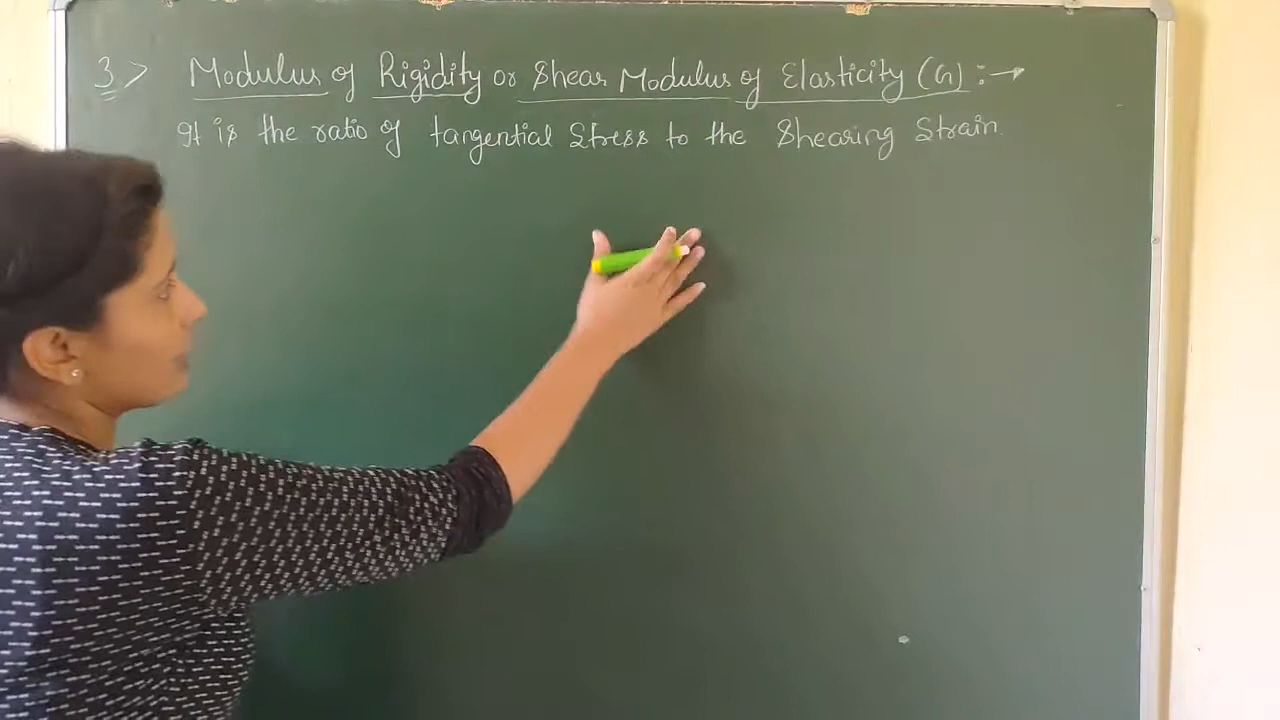 3> Modulus of Rigidity or Shear Modulus of Elasticity (G) :→
It is the ratio of tangential Stress to the Shearing Strain.